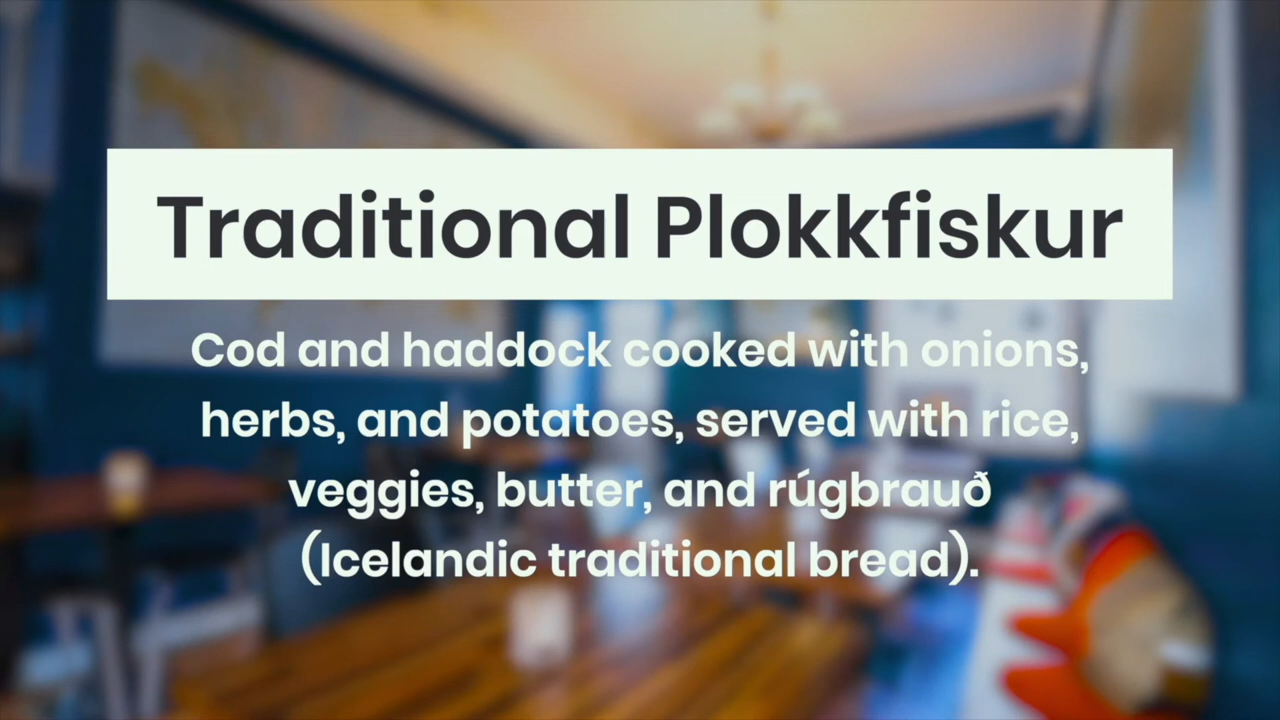 Traditional Plokkfiskur
Cod and haddock cooked with onions,
herbs, and potatoes, served with rice,
veggies, butter, and rúgbrauð
(Icelandic traditional bread).